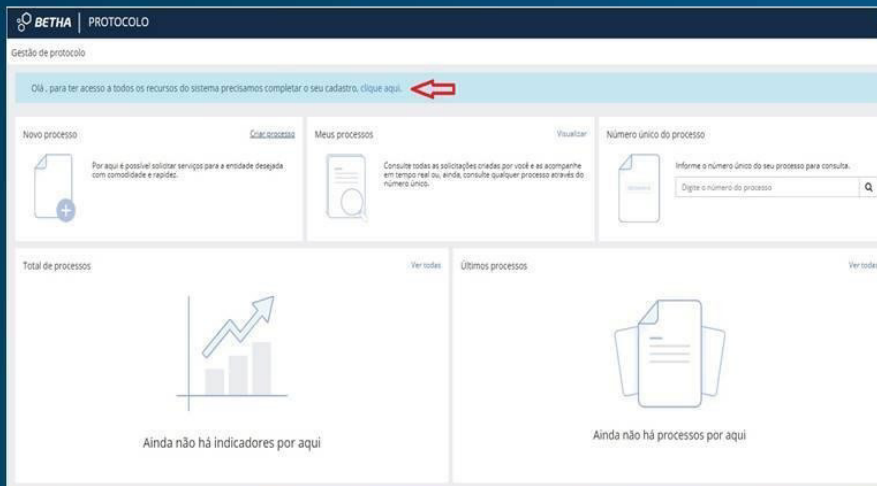 BETHA | PROTOCOLO
Gestão de protocolo
Olá , para ter acesso a todos os recursos do sistema precisamos completar o seu cadastro, clique aqui.
Novo processo
Criar processo
Por aqui é possível solicitar serviços para a entidade desejada
com comodidade e rapidez.
Meus processos
Visualizar
Consulte todas as solicitações criadas por você e as acompanhe
em tempo real ou, ainda, consulte qualquer processo através do
número único.
Número único do processo
Informe o número único do seu processo para consulta.
Digite o número do processo
Total de processos
Ver todas
Ainda não há indicadores por aqui
Últimos processos
Ver todas
Ainda não há processos por aqui